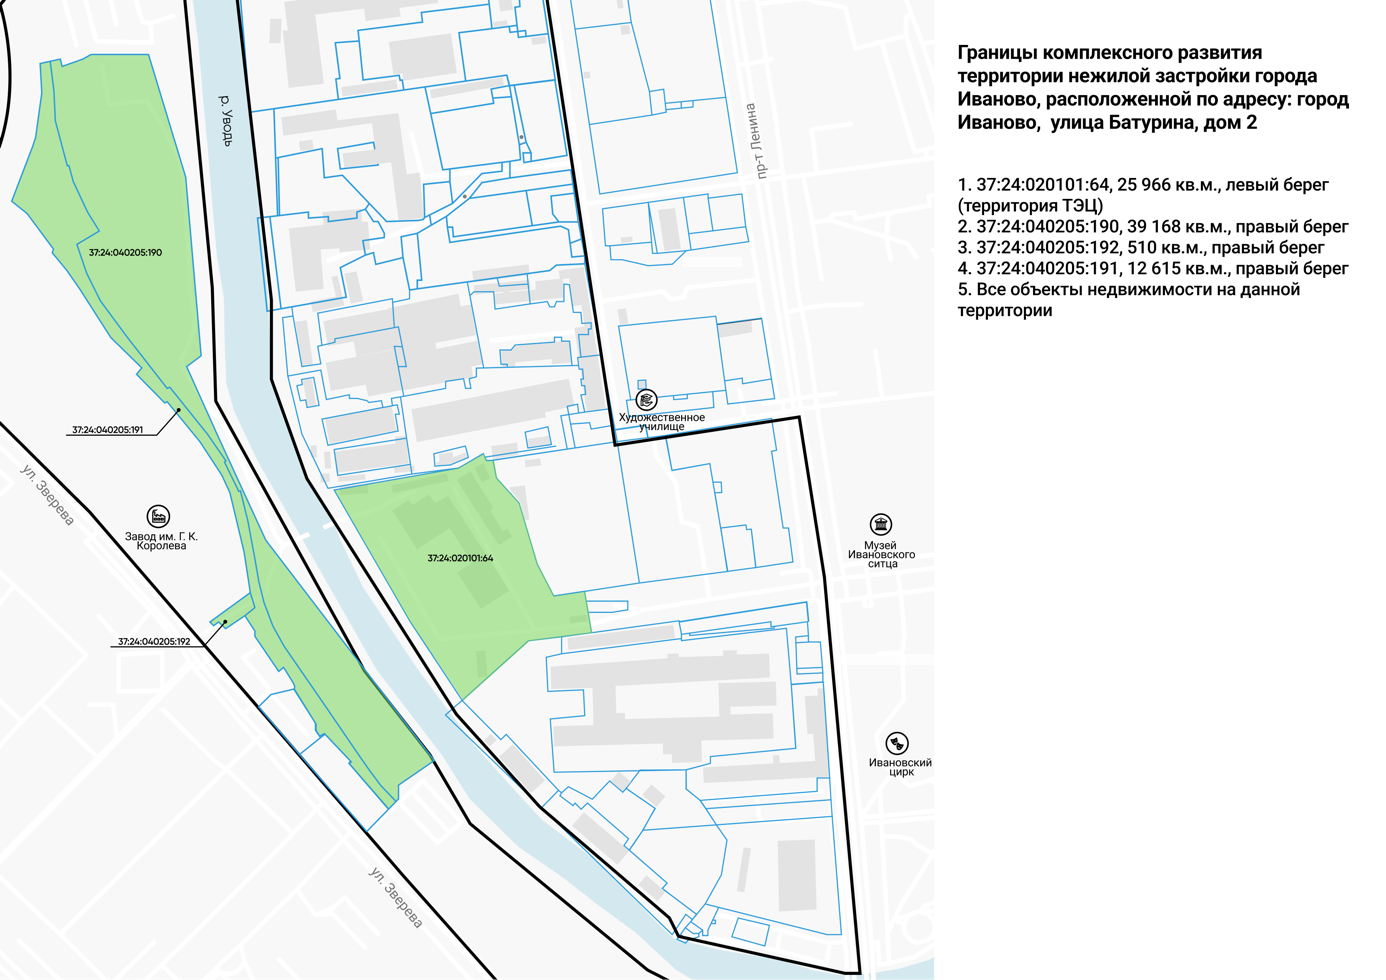 Границы комплексного развития
территории нежилой застройки города
Иваново, расположенной по адресу: город
Иваново, улица Батурина, дом 2
1. 37:24:020101:64, 25 966 кв.м., левый берег
(территория ТЭЦ)
2. 37:24:040205:190, 39 168 кв.м., правый берег
3. 37:24:040205:192, 510 кв.м., правый берег
4. 37:24:040205:191, 12 615 кв.м., правый берег
5. Все объекты недвижимости на данной
территории
р. Уводь
пр-т Ленина
37:24:040205:190
Художественное
училище
37:24:040205:191
ул. Зверева
Завод им. Г. К.
Королева
37:24:020101:64
Музей
Ивановского
ситца
37:24:040205:192
Ивановский
цирк
ул. Зверева